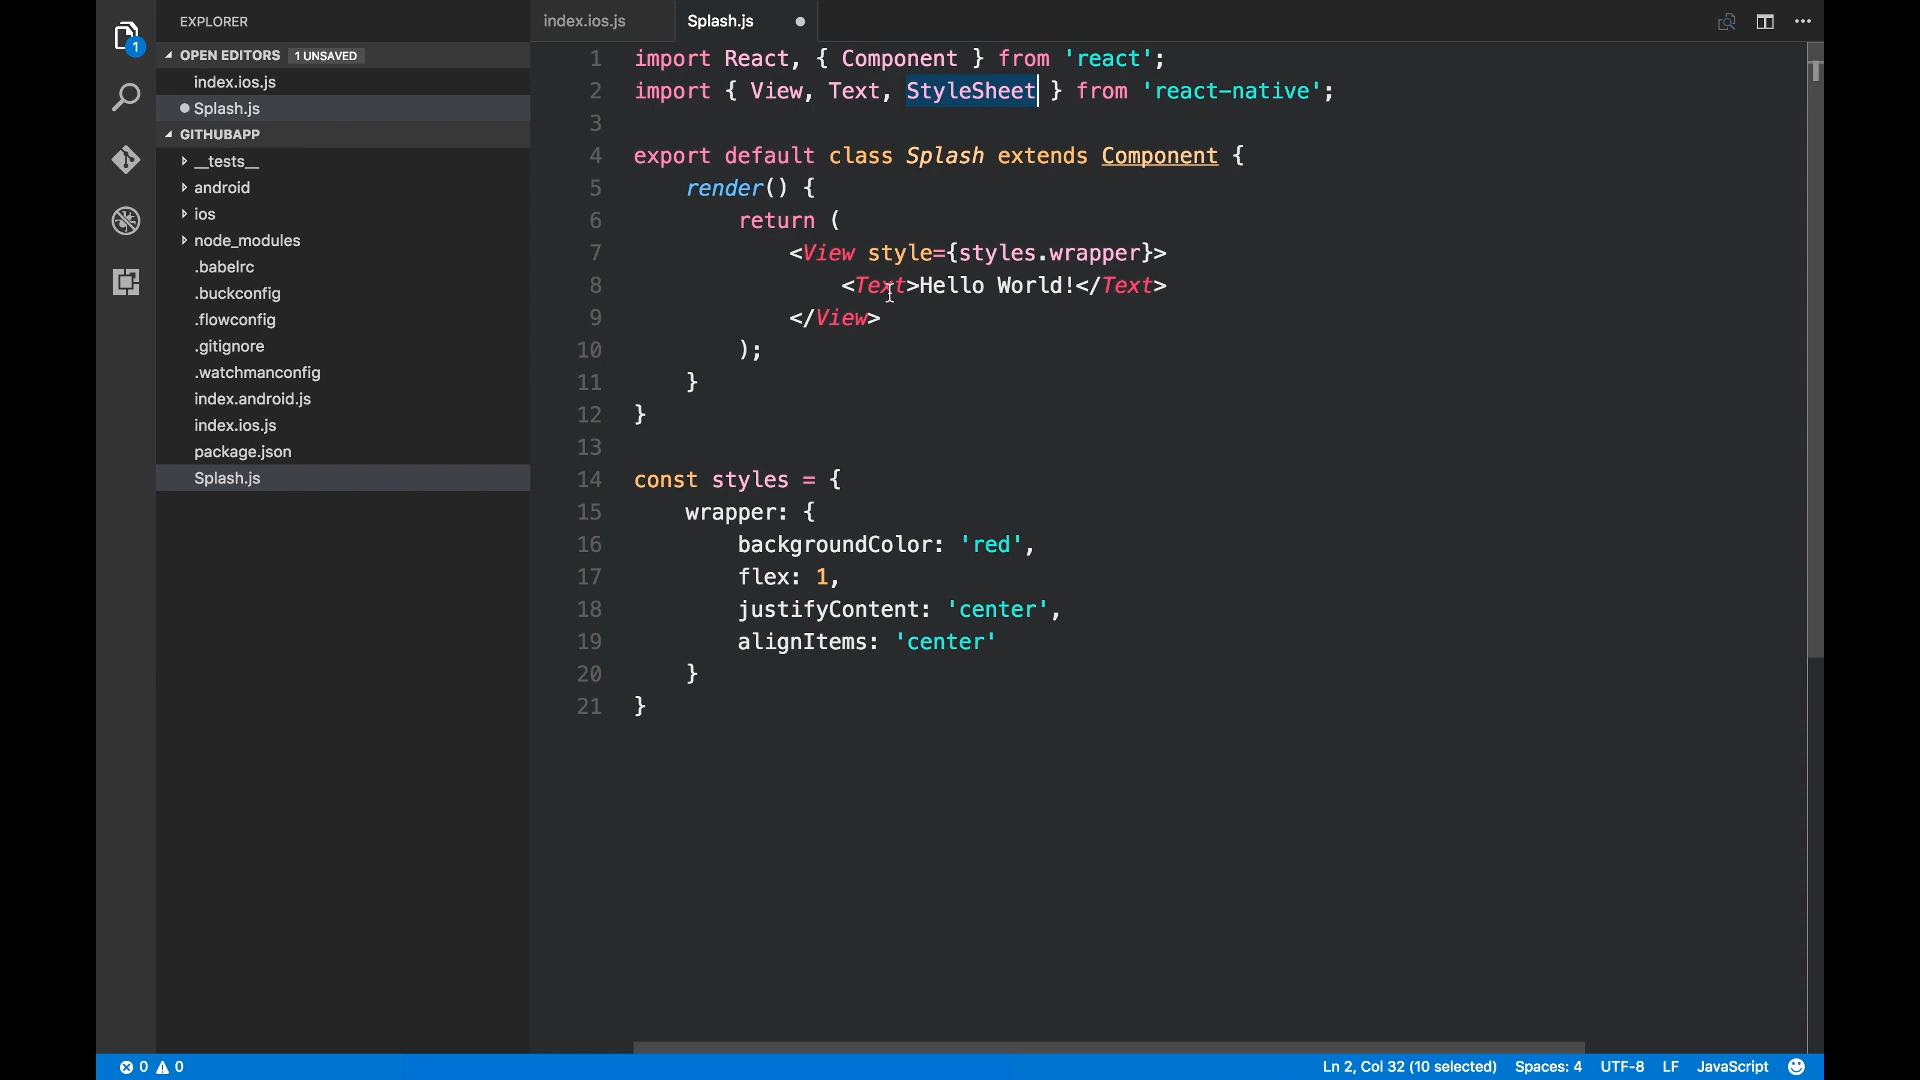 EXPLORER
OPEN EDITORS 1 UNSAVED
index.ios.js
Splash.js
GITHUBAPP
__tests__
android
ios
node_modules
.babelrc
.buckconfig
.flowconfig
.gitignore
.watchmanconfig
index.android.js
index.ios.js
package.json
Splash.js
1
index.ios.js Splash.js
1 import React, { Component } from 'react';
2 import { View, Text, StyleSheet } from 'react-native';
3
4 export default class Splash extends Component {
5     render() {
6         return (
7             <View style={styles.wrapper}>
8                 <Text>Hello World!</Text>
9             </View>
10         );
11     }
12 }
13
14 const styles = {
15     wrapper: {
16         backgroundColor: 'red',
17         flex: 1,
18         justifyContent: 'center',
19         alignItems: 'center'
20     }
21 }
0 0 Ln 2, Col 32 (10 selected) Spaces: 4 UTF-8 LF JavaScript